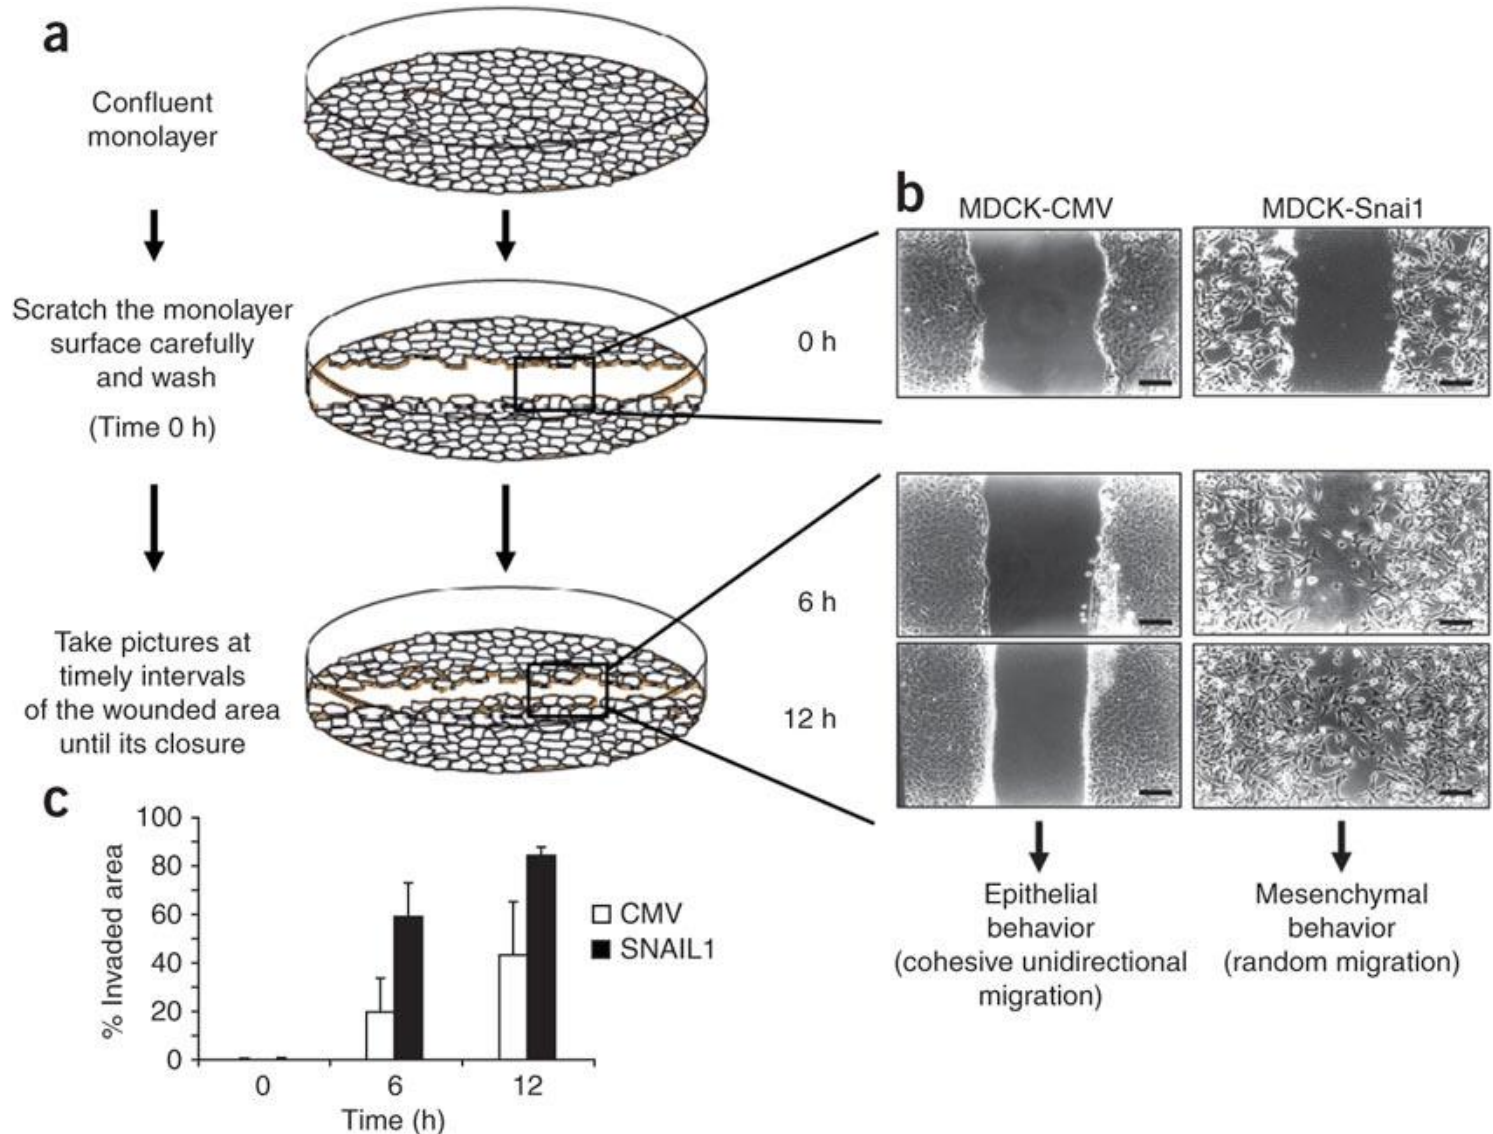 a
Confluent
monolayer
Scratch the monolayer
surface carefully
and wash
(Time 0 h)
Take pictures at
timely intervals
of the wounded area
until its closure
b
MDCK-CMV
MDCK-Snai1
0 h
6 h
12 h
Epithelial
behavior
(cohesive unidirectional
migration)
Mesenchymal
behavior
(random migration)
c
% Invaded area
100
80
60
40
20
0
0
6
12
Time (h)
CMV
SNAIL1